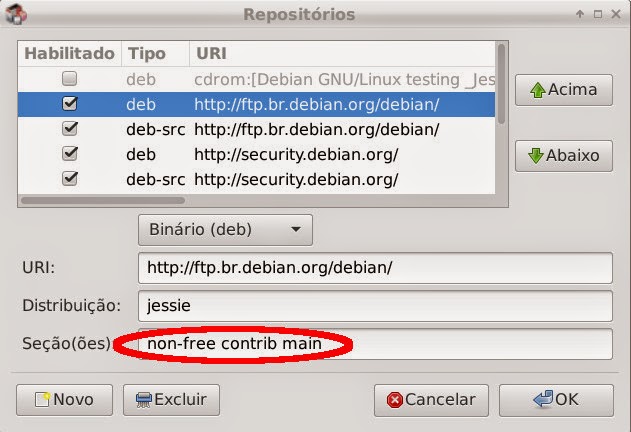 Repositórios
Habilitado Tipo URI
deb cdrom:[Debian GNU/Linux testing _Jes
deb http://ftp.br.debian.org/debian/
deb-src http://ftp.br.debian.org/debian/
deb http://security.debian.org/
deb-src http://security.debian.org/
Acima
Abaixo
Binário (deb)
URI: http://ftp.br.debian.org/debian/
Distribuição: jessie
Seção(ões) non-free contrib main
Novo Excluir Cancelar OK